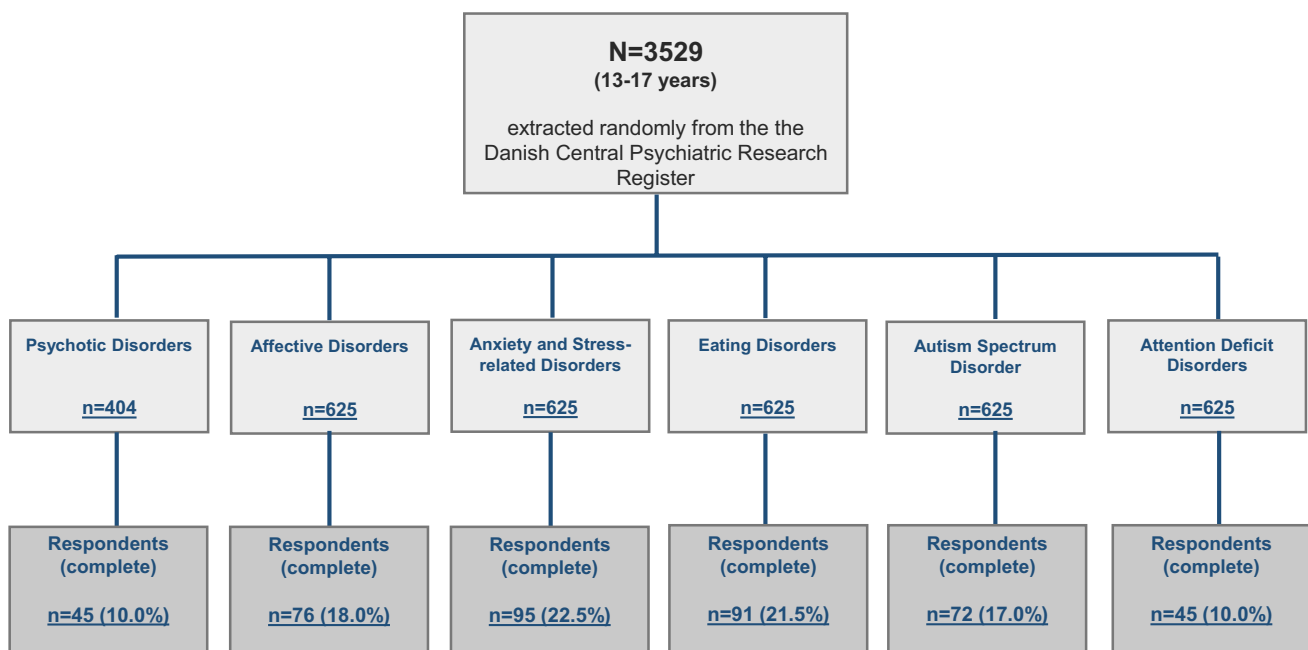 N=3529
(13-17 years)
extracted randomly from the the
Danish Central Psychiatric Research
Register
Psychotic Disorders
n=404
Affective Disorders
n=625
Anxiety and Stress-
related Disorders
n=625
Eating Disorders
n=625
Autism Spectrum
Disorder
n=625
Attention Deficit
Disorders
n=625
Respondents
(complete)
n=45 (10.0%)
Respondents
(complete)
n=76 (18.0%)
Respondents
(complete)
n=95 (22.5%)
Respondents
(complete)
n=91 (21.5%)
Respondents
(complete)
n=72 (17.0%)
Respondents
(complete)
n=45 (10.0%)